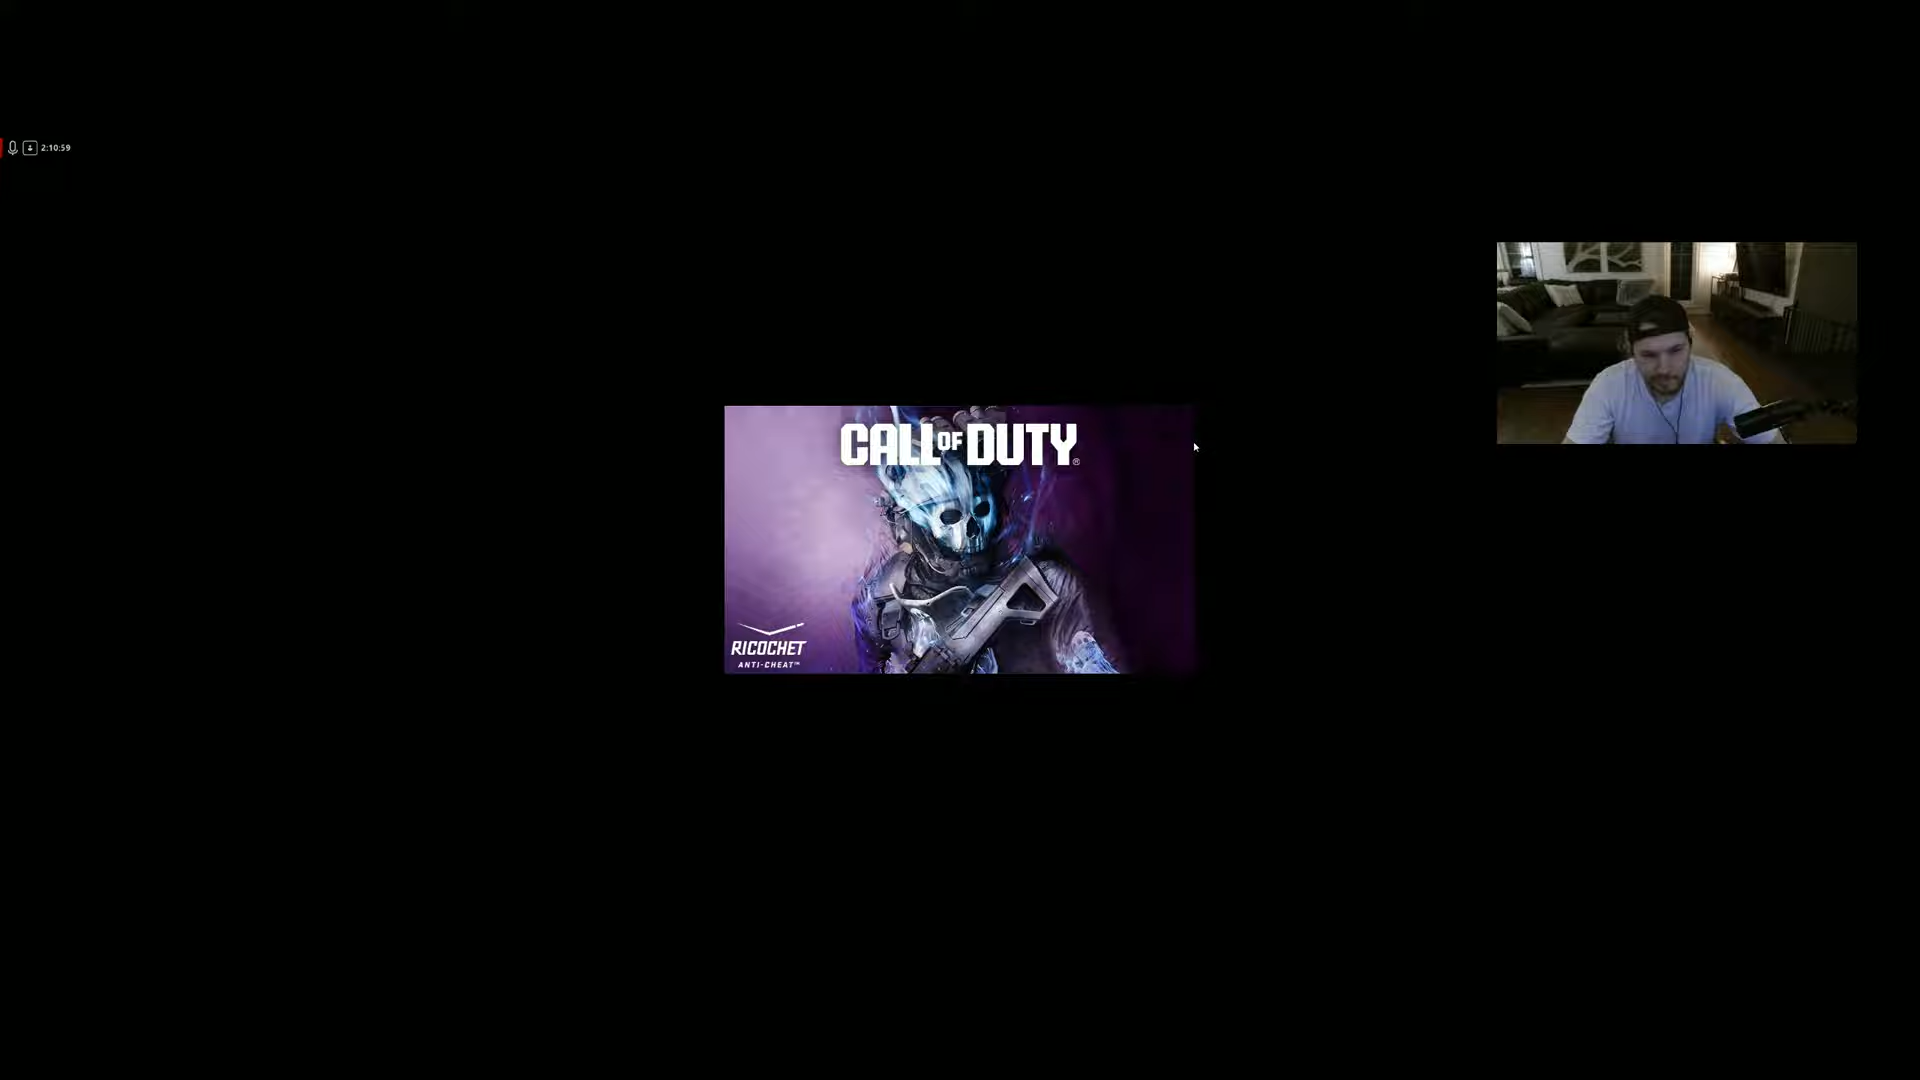 2:10:59
CALL OF DUTY®
RICOCHET
ANTI-CHEAT™